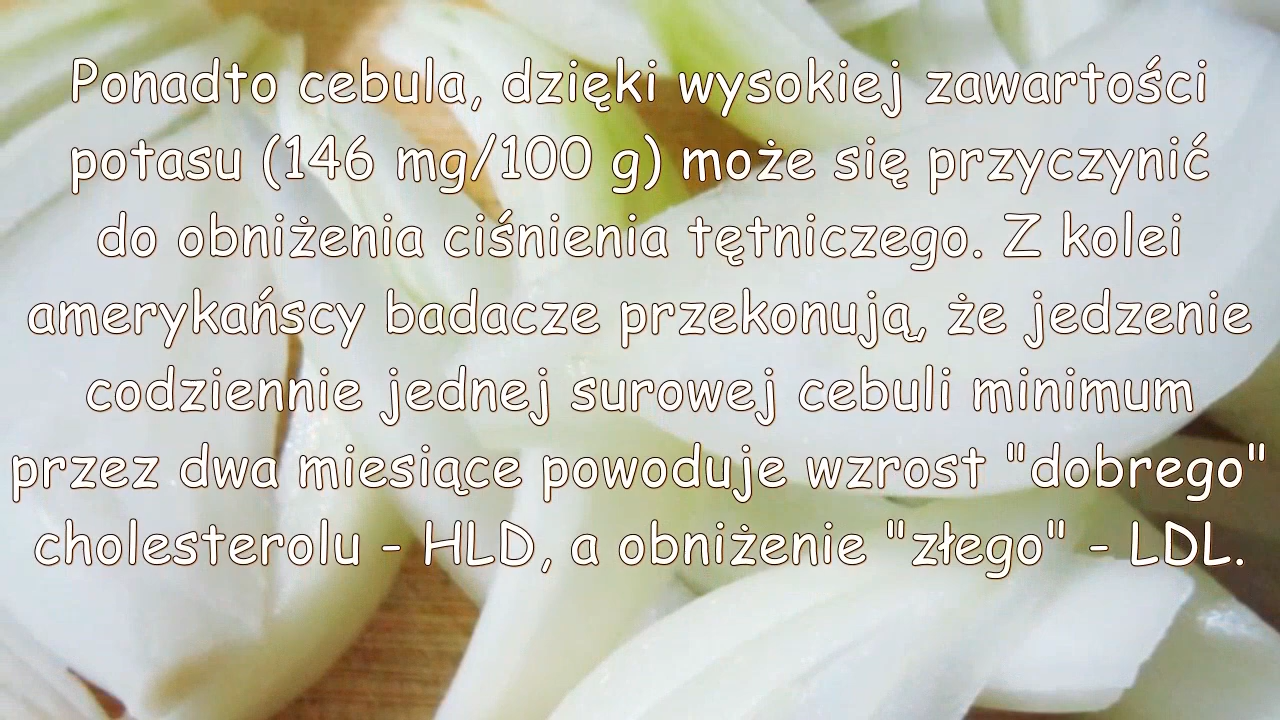 Ponadto cebula, dzięki wysokiej zawartości
potasu (146 mg/100 g) może się przyczynić
do obniżenia ciśnienia tętniczego. Z kolei
amerykańscy badacze przekonują, że jedzenie
codziennie jednej surowej cebuli minimum
przez dwa miesiące powoduje wzrost "dobrego"
cholesterolu - HLD, a obniżenie "złego" - LDL.